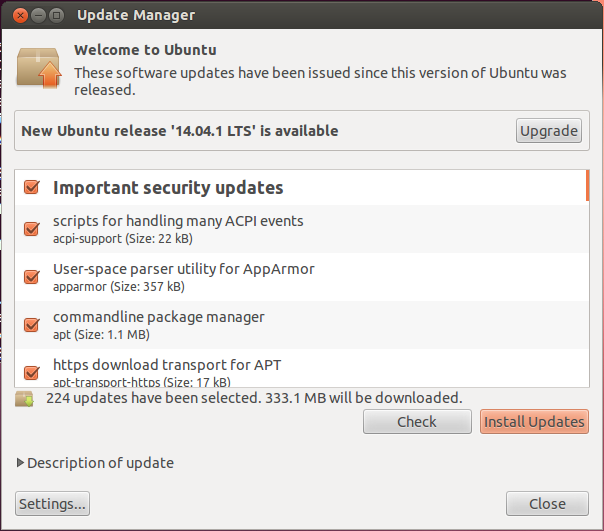 Update Manager
Welcome to Ubuntu
These software updates have been issued since this version of Ubuntu was
released.
New Ubuntu release '14.04.1 LTS' is available
Upgrade
Important security updates
scripts for handling many ACPI events
acpi-support (Size: 22 kB)
User-space parser utility for AppArmor
apparmor (Size: 357 kB)
commandline package manager
apt (Size: 1.1 MB)
https download transport for APT
apt-transport-https (Size: 17 kB)
224 updates have been selected. 333.1 MB will be downloaded.
Check
Install Updates
Description of update
Settings...
Close